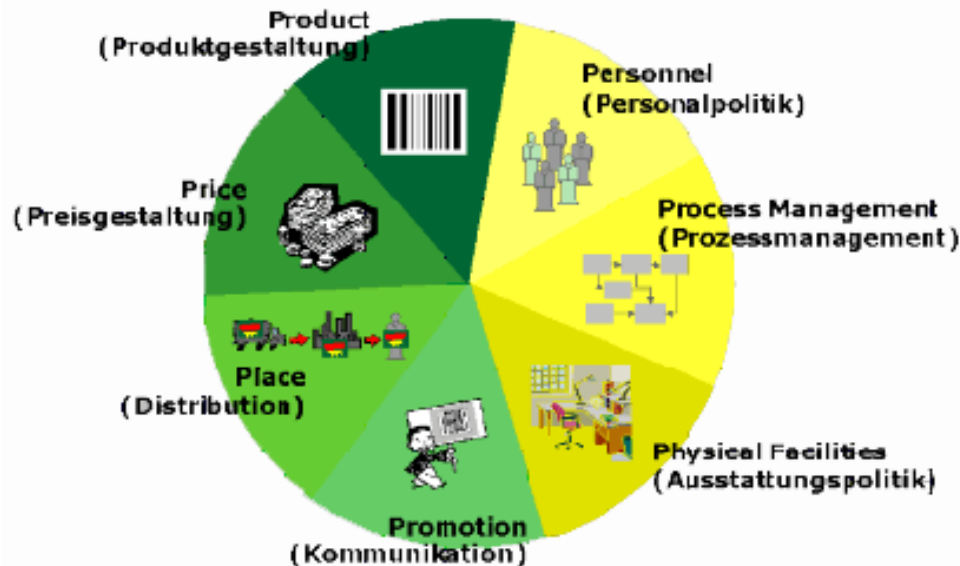 Product
(Produktgestaltung)
Personnel
(Personalpolitik)
Process Management
(Prozessmanagement)
Physical Facilities
(Ausstattungspolitik)
Promotion
(Kommunikation)
Place
(Distribution)
Price
(Preisgestaltung)